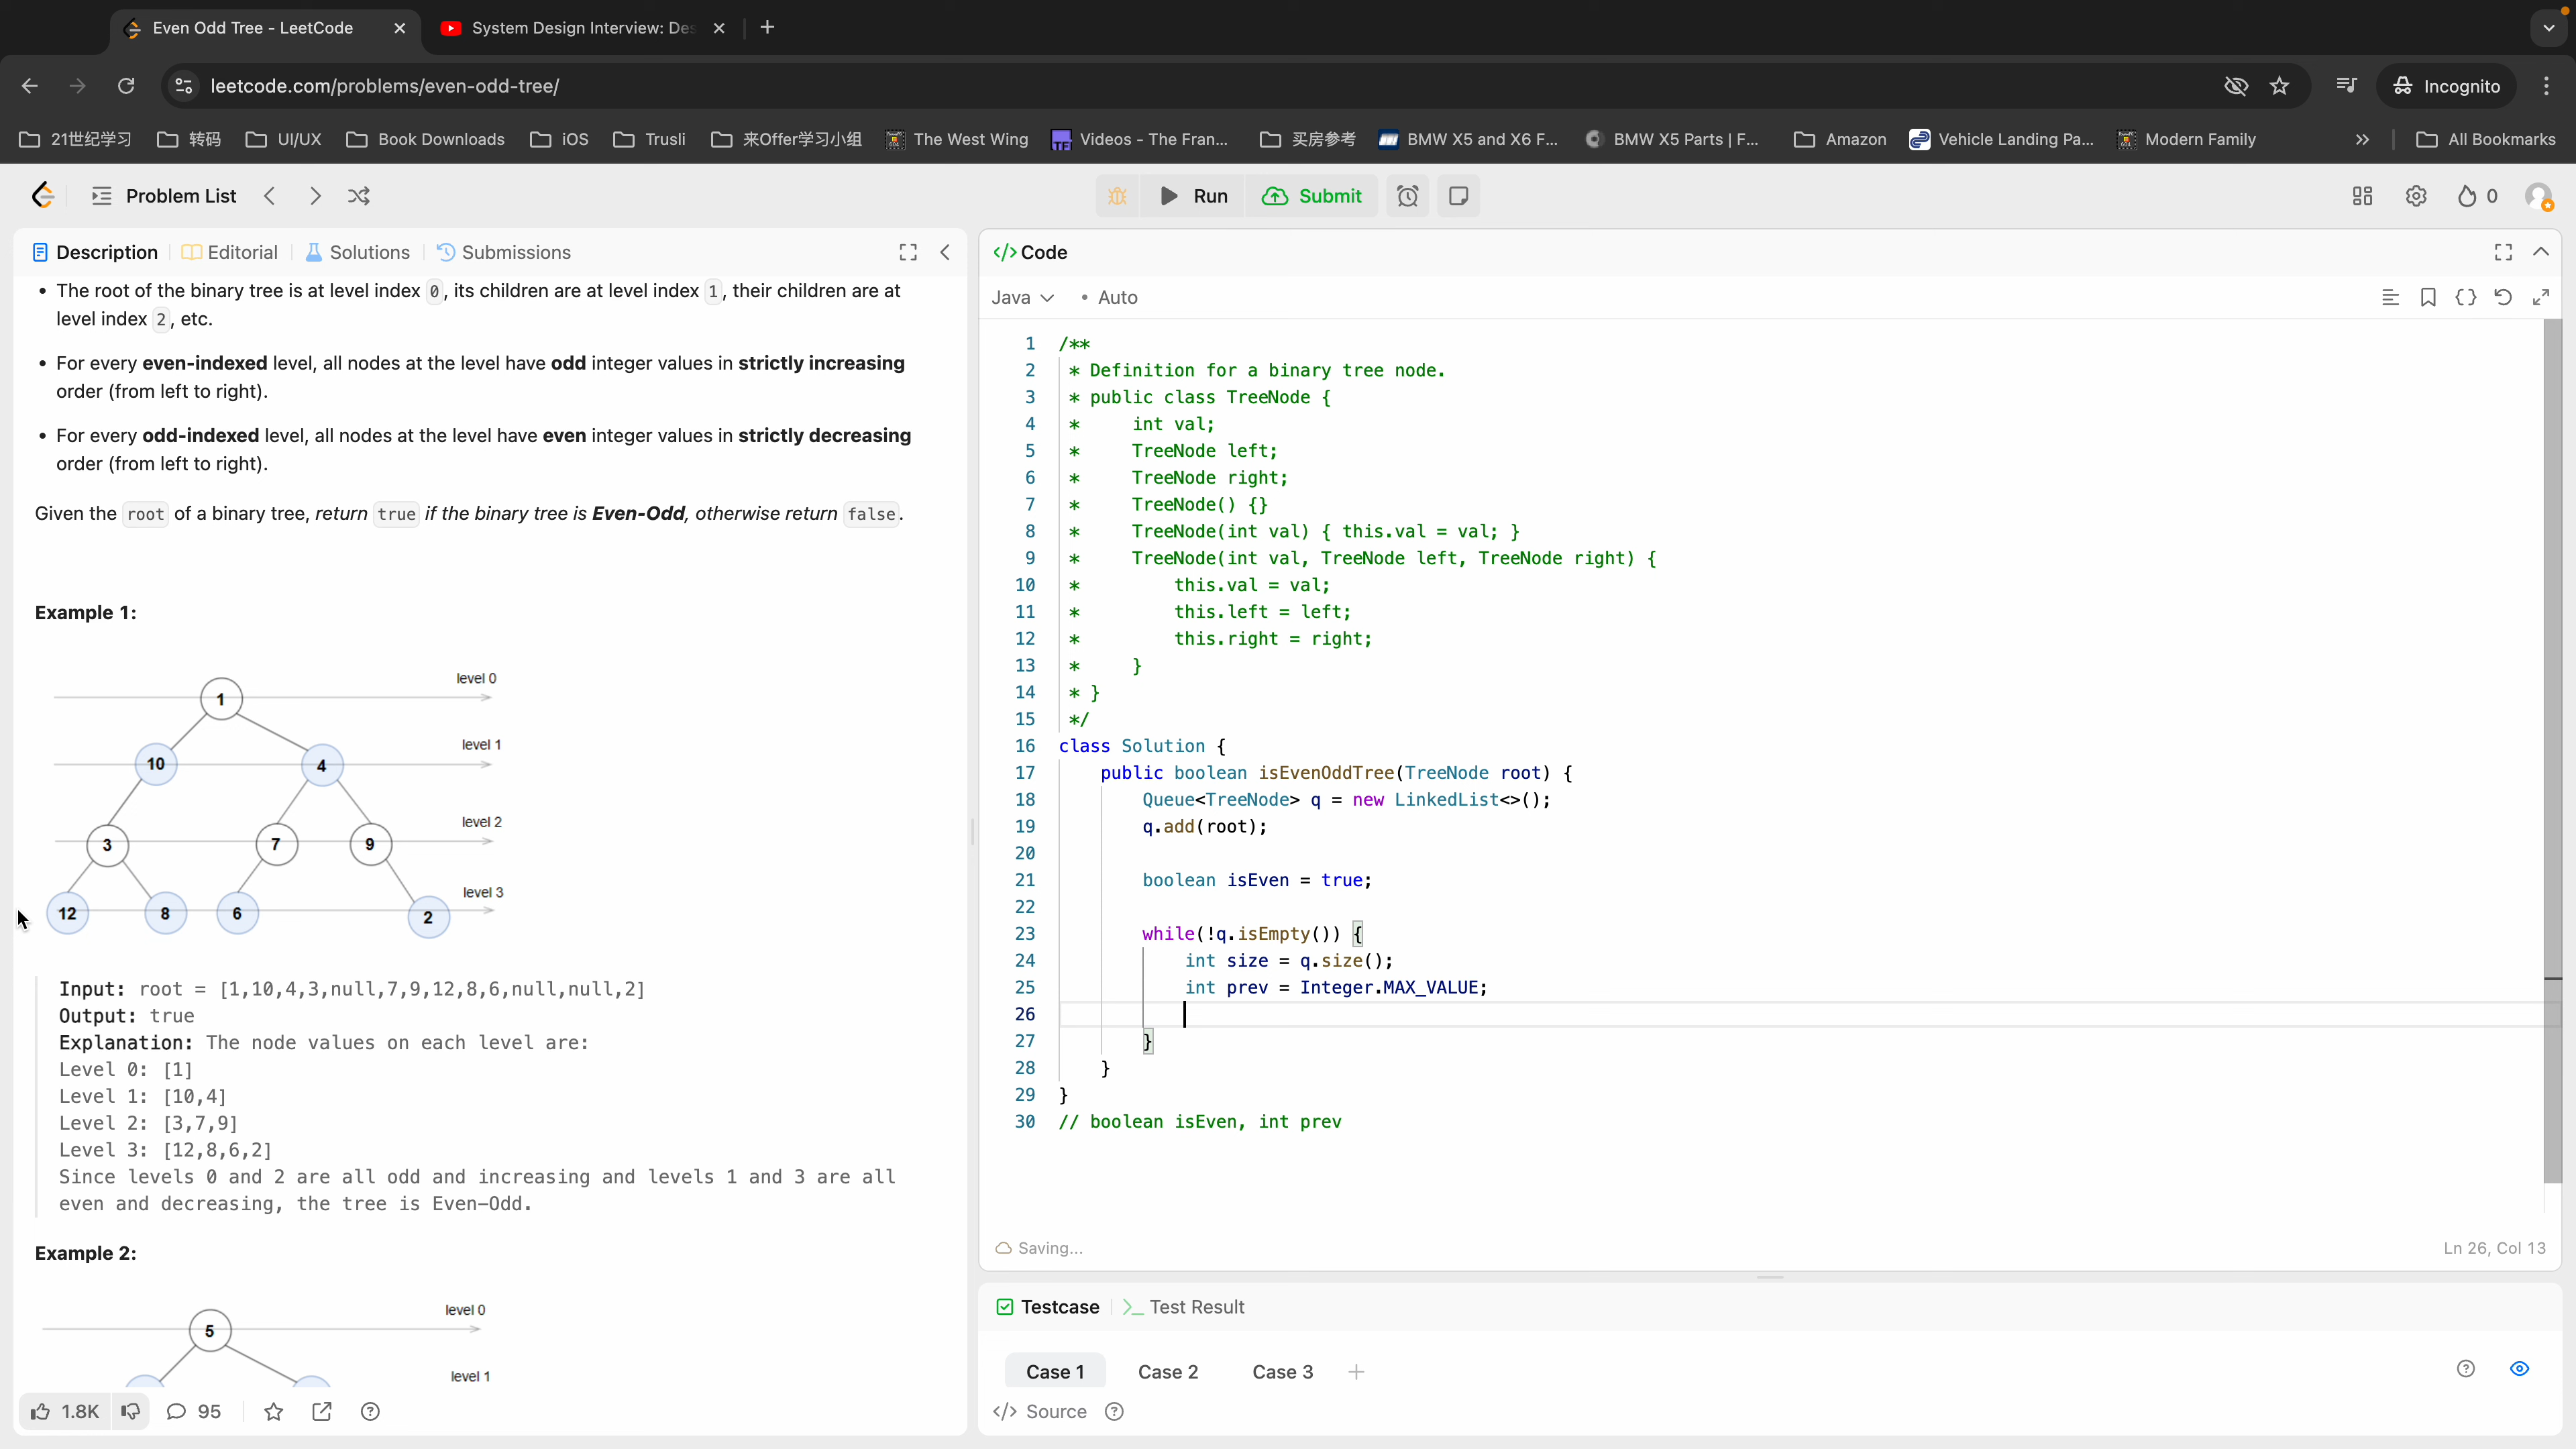 Even Odd Tree - LeetCode
System Design Interview: Des
leetcode.com/problems/even-odd-tree/
Incognito
21世纪学习
转码
UI/UX
Book Downloads
iOS
Trusli
来Offer学习小组
The West Wing
Videos - The Fran...
买房参考
BMW X5 and X6 F...
BMW X5 Parts | F...
Amazon
Vehicle Landing Pa...
Modern Family
All Bookmarks
Problem List
Run
Submit
0
Description
Editorial
Solutions
Submissions
• The root of the binary tree is at level index 0, its children are at level index 1, their children are at
level index 2, etc.
• For every even-indexed level, all nodes at the level have odd integer values in strictly increasing
order (from left to right).
• For every odd-indexed level, all nodes at the level have even integer values in strictly decreasing
order (from left to right).
Given the root of a binary tree, return true if the binary tree is Even-Odd, otherwise return false.
Example 1:
level 0
1
level 1
10 4
level 2
3 7 9
level 3
12 8 6 2
Input: root = [1,10,4,3,null,7,9,12,8,6,null,null,2]
Output: true
Explanation: The node values on each level are:
Level 0: [1]
Level 1: [10,4]
Level 2: [3,7,9]
Level 3: [12,8,6,2]
Since levels 0 and 2 are all odd and increasing and levels 1 and 3 are all
even and decreasing, the tree is Even-Odd.
Example 2:
level 0
5
level 1
1.8K
95
</> Code
Java
• Auto
1 /**
2 * Definition for a binary tree node.
3 * public class TreeNode {
4 * int val;
5 * TreeNode left;
6 * TreeNode right;
7 * TreeNode() {}
8 * TreeNode(int val) { this.val = val; }
9 * TreeNode(int val, TreeNode left, TreeNode right) {
10 * this.val = val;
11 * this.left = left;
12 * this.right = right;
13 * }
14 * }
15 */
16 class Solution {
17 public boolean isEvenOddTree(TreeNode root) {
18 Queue<TreeNode> q = new LinkedList<>();
19 q.add(root);
20
21 boolean isEven = true;
22
23 while(!q.isEmpty()) {
24 int size = q.size();
25 int prev = Integer.MAX_VALUE;
26
27 }
28 }
29 }
30 // boolean isEven, int prev
Saving...
Ln 26, Col 13
Testcase
Test Result
Case 1
Case 2
Case 3
</> Source